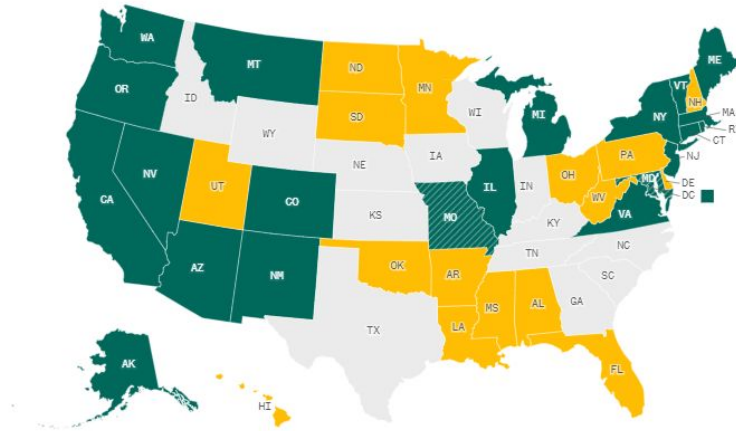 WA
MT
ND
MN
ME
VT
NH
OR
ID
SD
WI
MI
NY
MA
CT
WY
IA
PA
NJ
NV
UT
NE
IL
IN
OH
DE
CA
CO
KS
MO
WV
MD
DC
VA
KY
AZ
NM
OK
AR
TN
NC
SC
TX
LA
MS
AL
GA
AK
HI
FL